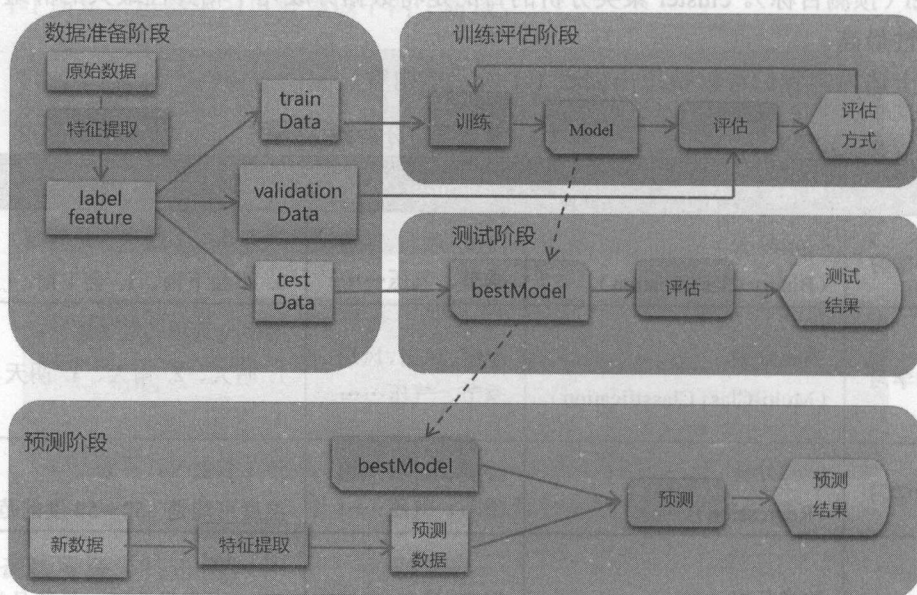 数据准备阶段
原始数据
特征提取
label
feature
train
Data
validation
Data
test
Data
训练评估阶段
训练
Model
评估
评估
方式
测试阶段
bestModel
评估
测试
结果
预测阶段
bestModel
新数据
特征提取
预测
数据
预测
预测
结果